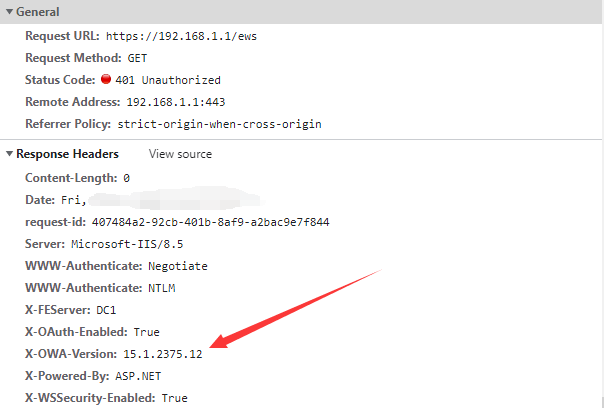 General
Request URL: https://192.168.1.1/ews
Request Method: GET
Status Code: 401 Unauthorized
Remote Address: 192.168.1.1:443
Referrer Policy: strict-origin-when-cross-origin
Response Headers View source
Content-Length: 0
Date: Fri,
request-id: 407484a2-92cb-401b-8af9-a2bac9e7f844
Server: Microsoft-IIS/8.5
WWW-Authenticate: Negotiate
WWW-Authenticate: NTLM
X-FEServer: DC1
X-OAuth-Enabled: True
X-OWA-Version: 15.1.2375.12
X-Powered-By: ASP.NET
X-WSSecurity-Enabled: True